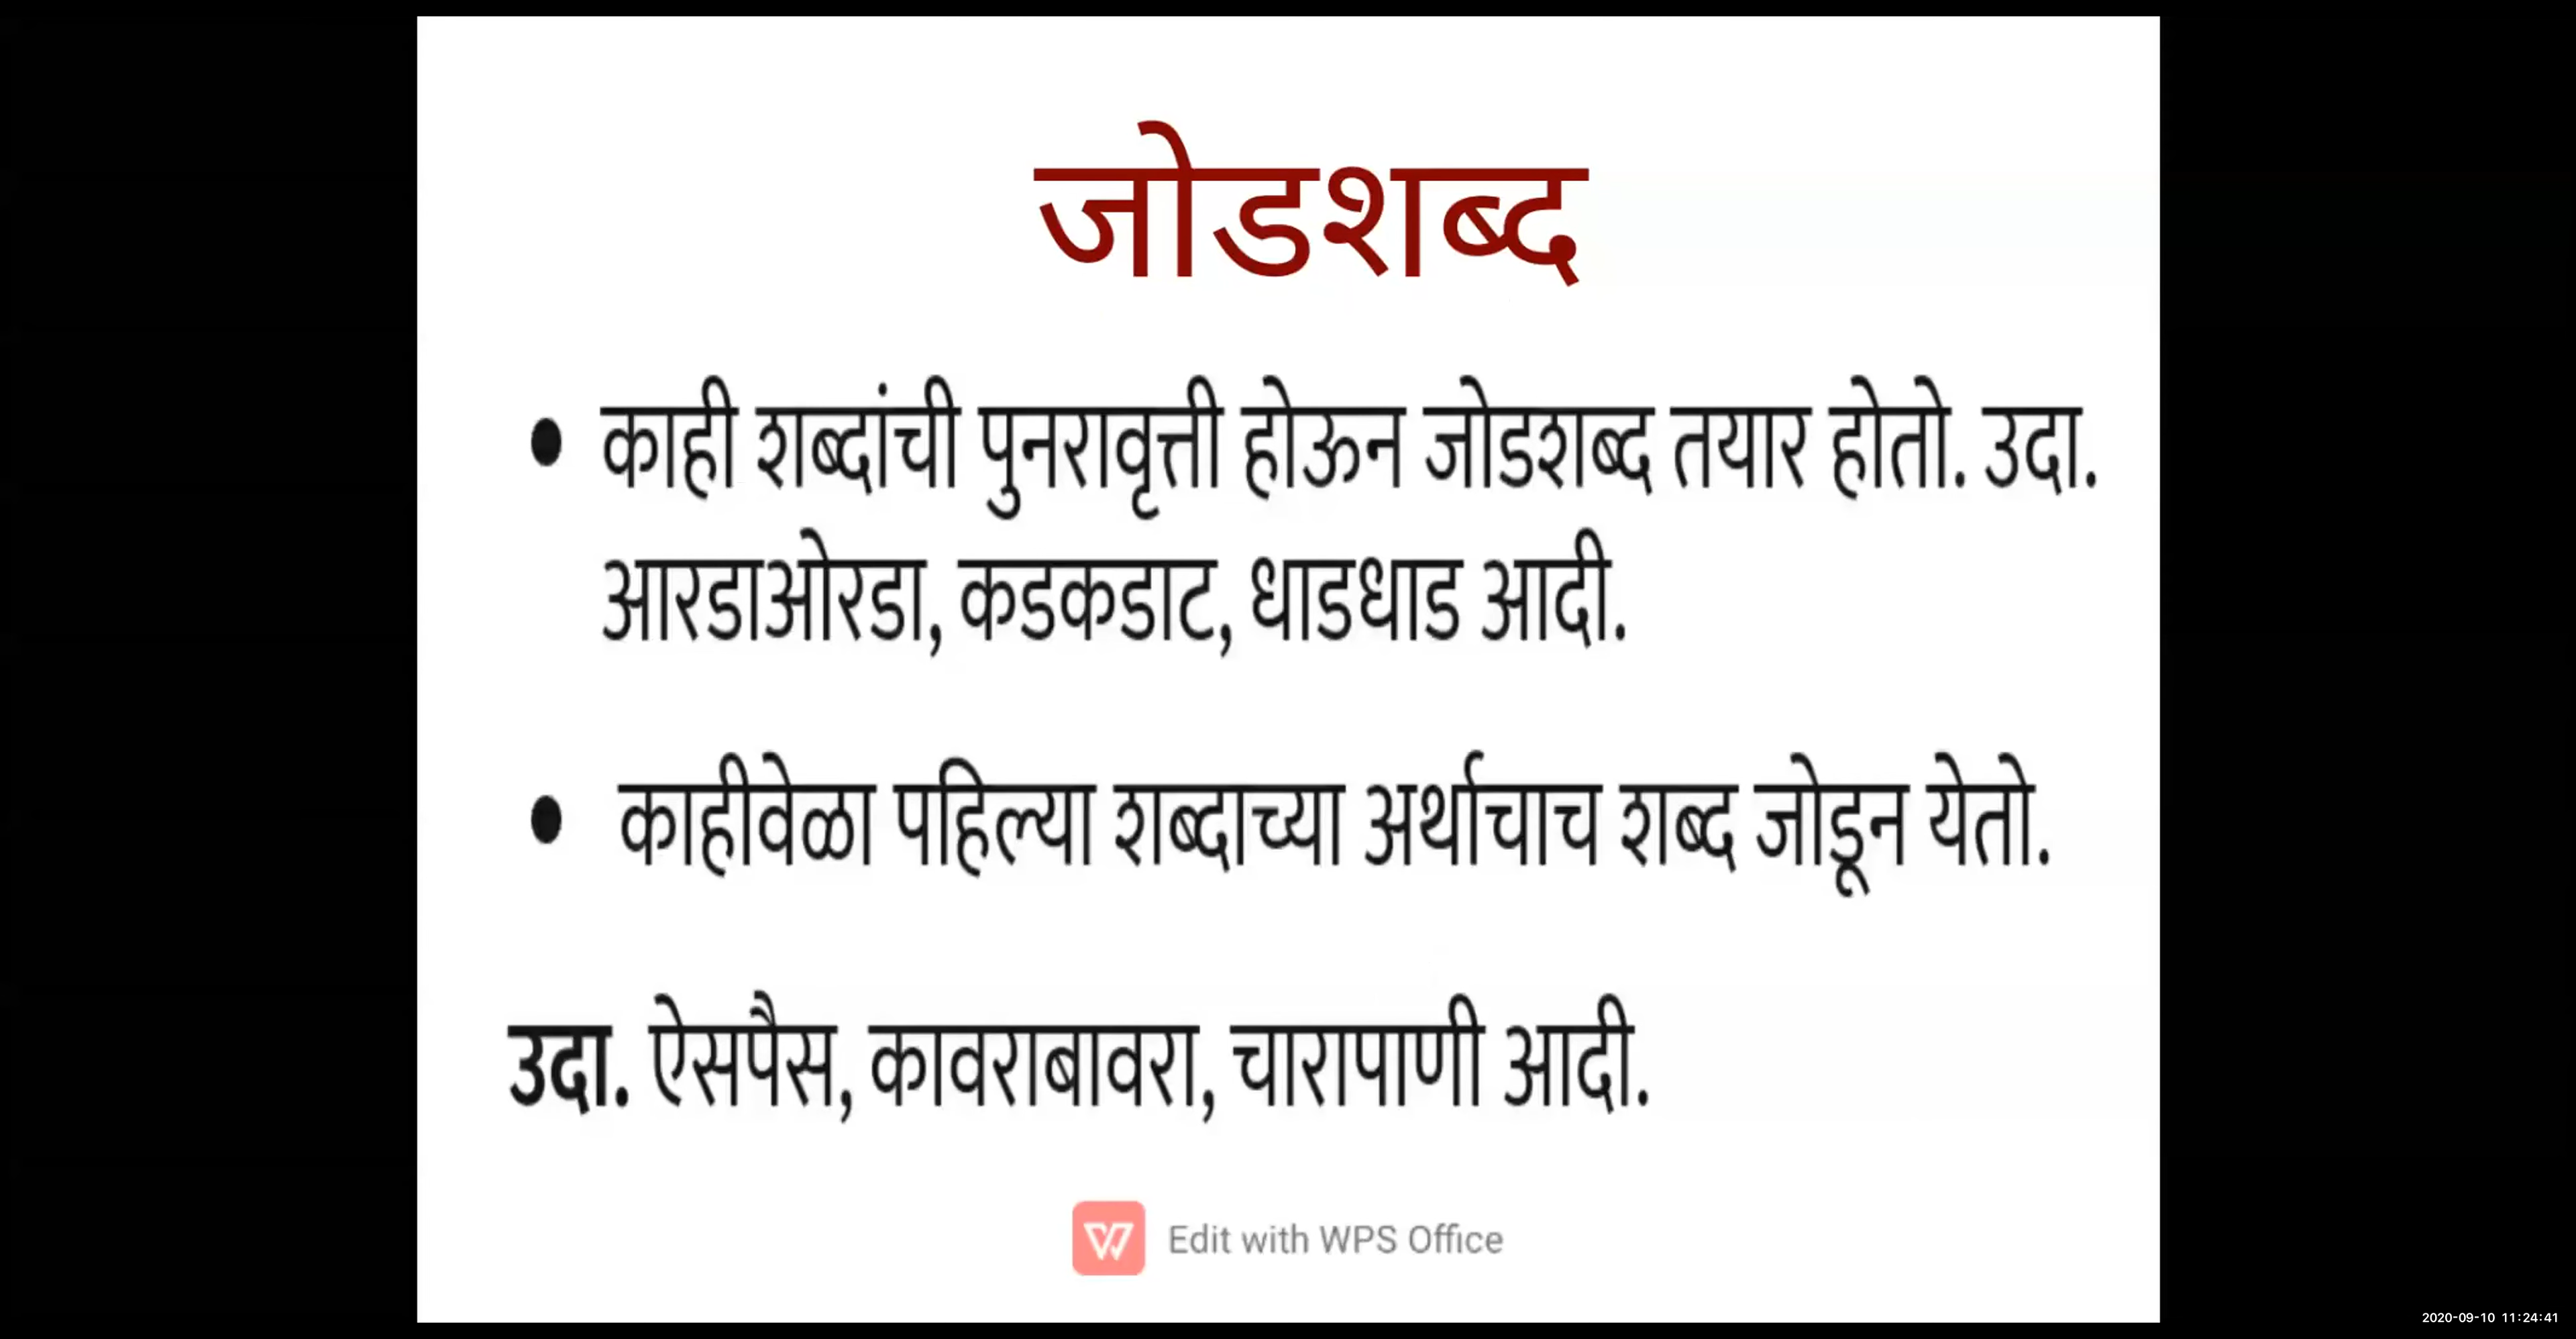 जोडशब्द
• काही शब्दांची पुनरावृत्ती होऊन जोडशब्द तयार होतो. उदा.
आरडाओरडा, कडकडाट, धाडधाड आदी.
• काहीवेळा पहिल्या शब्दाच्या अर्थाचाच शब्द जोडून येतो.
उदा. ऐसपैस, कावराबावरा, चारापाणी आदी.
Edit with WPS Office
2020-09-10 11:24:41